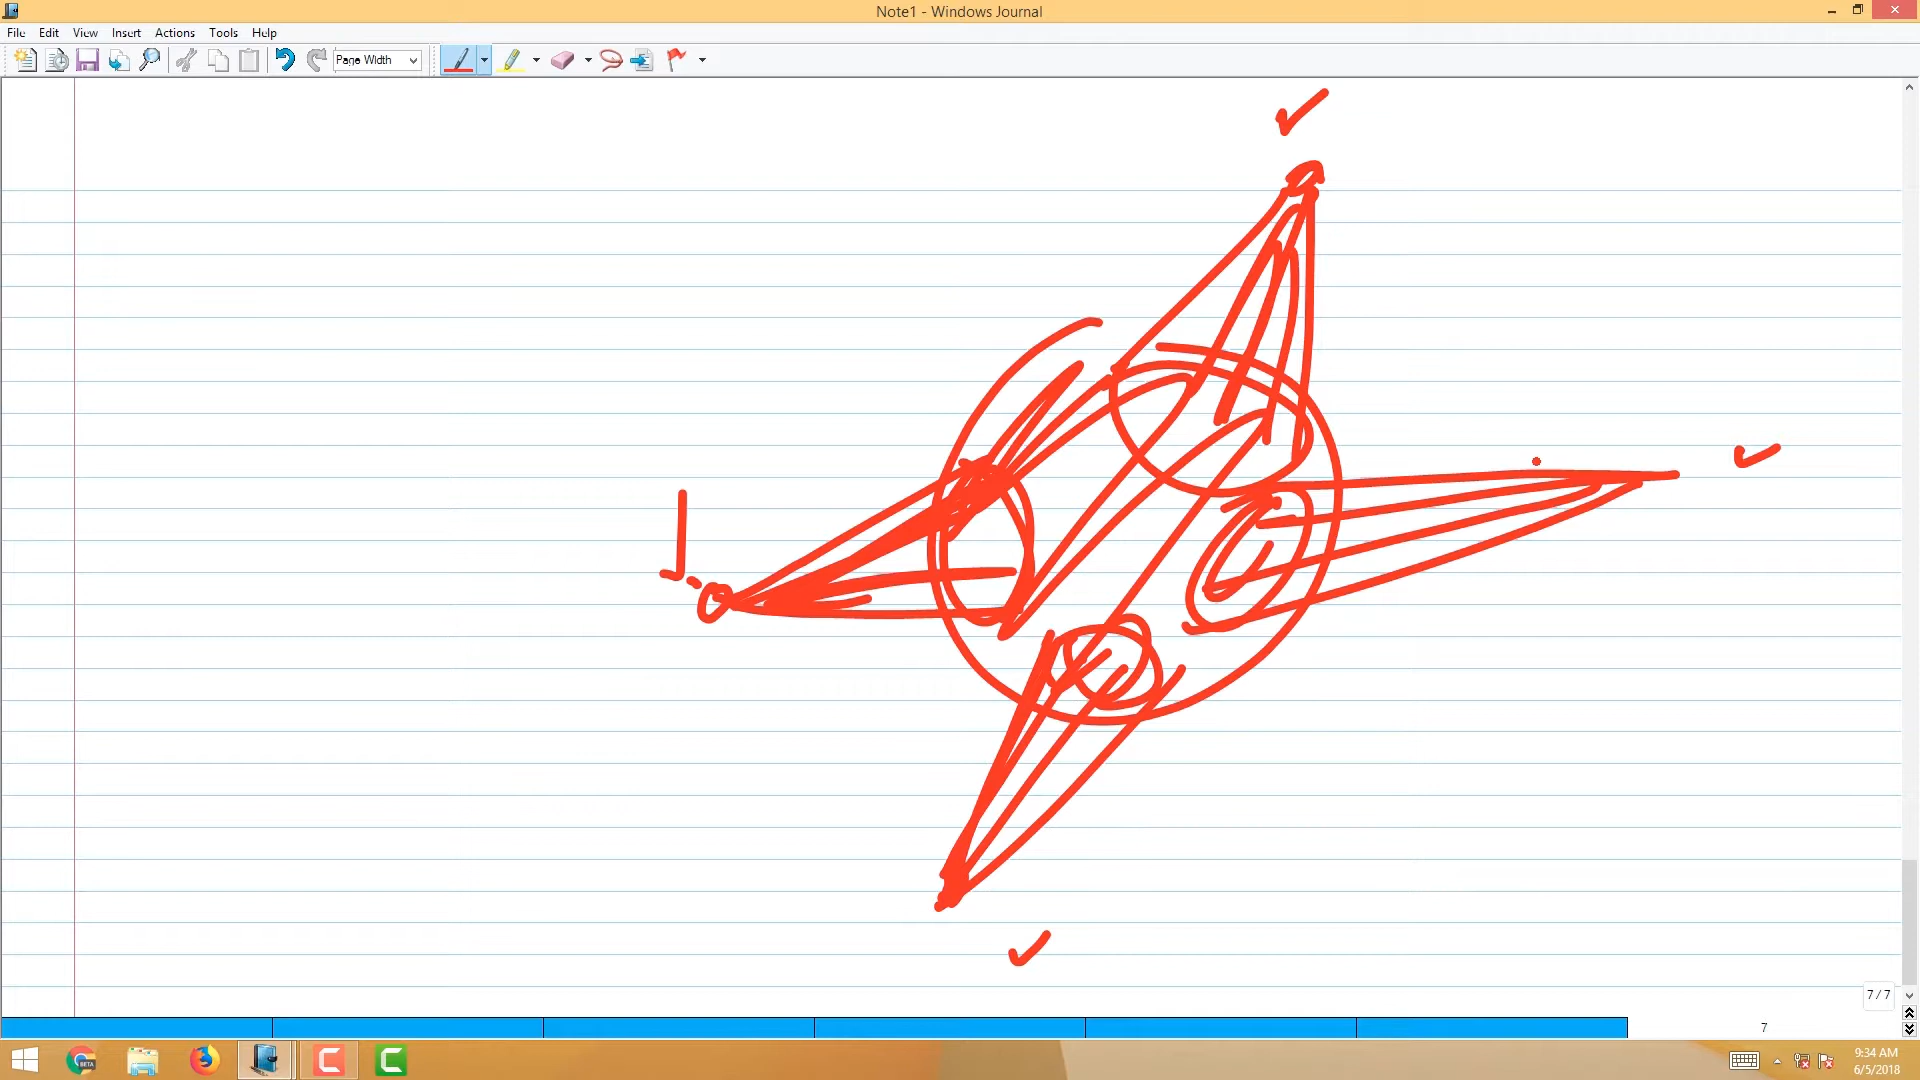 Note1 - Windows Journal
File Edit View Insert Actions Tools Help
Page Width
7 / 7
7
BETA
9:34 AM
6/5/2018